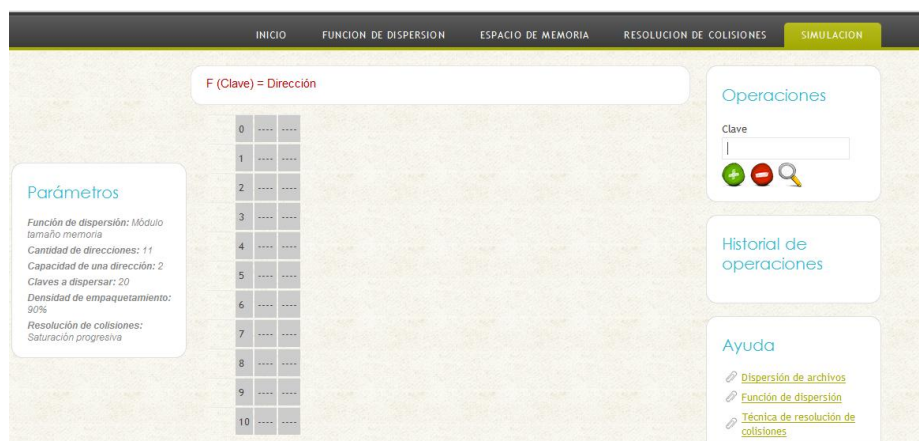 INICIO FUNCION DE DISPERSION ESPACIO DE MEMORIA RESOLUCION DE COLISIONES SIMULACION
F (Clave) = Dirección
0 ---- ----
1 ---- ----
2 ---- ----
3 ---- ----
4 ---- ----
5 ---- ----
6 ---- ----
7 ---- ----
8 ---- ----
9 ---- ----
10 ---- ----
Parámetros
Función de dispersión: Módulo
tamaño memoria
Cantidad de direcciones: 11
Capacidad de una dirección: 2
Claves a dispersar: 20
Densidad de empaquetamiento:
90%
Resolución de colisiones:
Saturación progresiva
Operaciones
Clave
Historial de
operaciones
Ayuda
Dispersión de archivos
Función de dispersión
Técnica de resolución de
colisiones